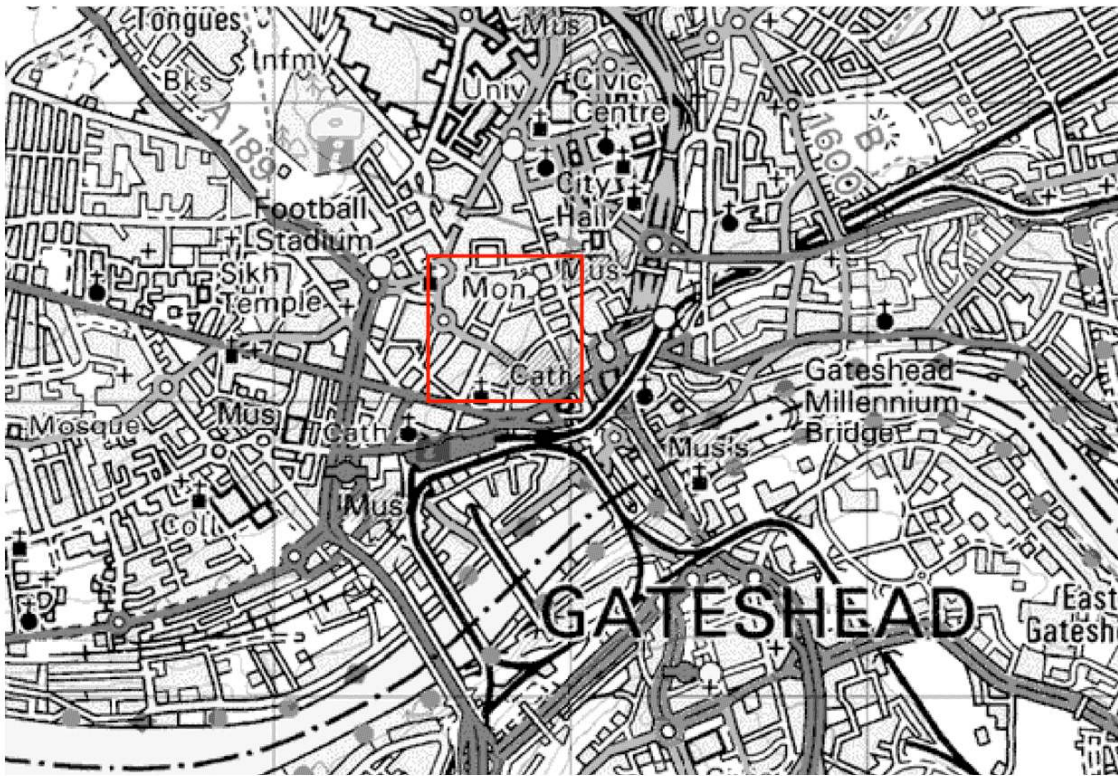 Tongues
Mus
Infmy
Bks
Univ
Civic
Centre
A 189
B
1600
City
Hall
Football
Stadium
Mus
Sikh
Temple
Mon
Cath
Gateshead
Millennium
Bridge
Mosque
Mus
Cath
Mus's
Mus
Coll
GATESHEAD
East
Gatesh